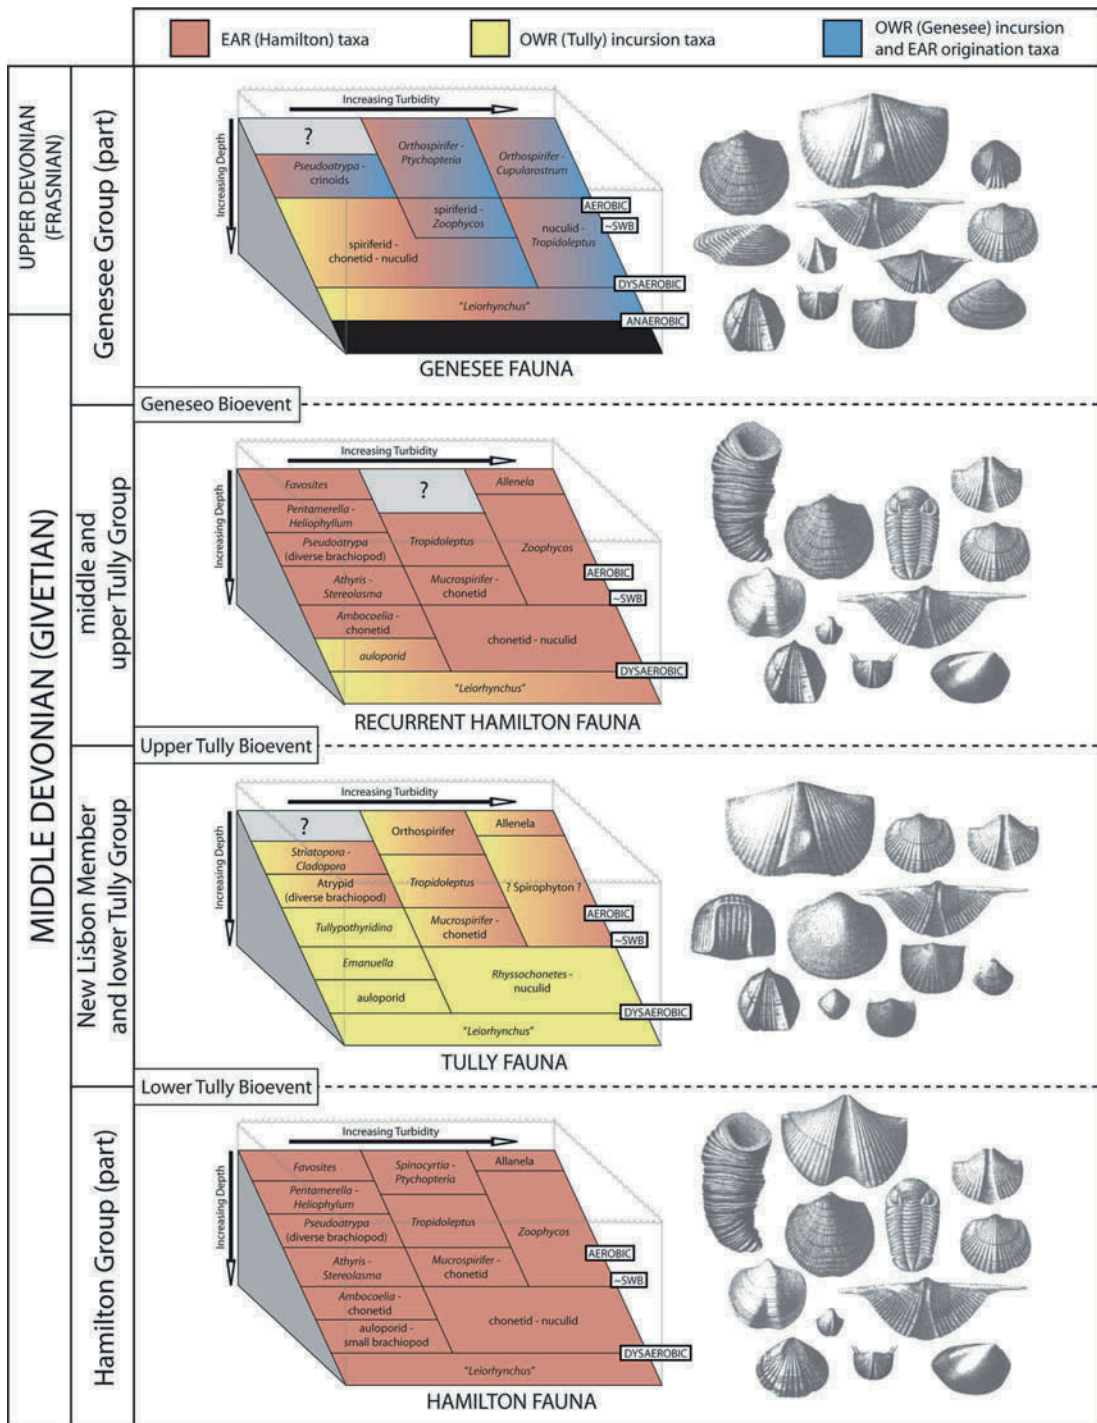 EAR (Hamilton) taxa
OWR (Tully) incursion taxa
OWR (Genesee) incursion
and EAR origination taxa
UPPER DEVONIAN
(FRASNIAN)
Genesee Group (part)
Increasing Turbidity
Increasing Depth
?
Orthospirifer -
Ptychopteria
Orthospirifer -
Cupularostrum
Pseudoatrypa -
crinoids
AEROBIC
~SWB
spiriferid -
Zoophycos
nuculid -
Tropidoleptus
spiriferid -
chonetid - nuculid
DYSAEROBIC
"Leiorhynchus"
ANAEROBIC
GENESEE FAUNA
Geneseo Bioevent
MIDDLE DEVONIAN (GIVETIAN)
middle and
upper Tully Group
Increasing Turbidity
Increasing Depth
Favosites
?
Allenela
Pentamerella -
Heliophyllum
Tropidoleptus
Zoophycos
Pseudoatrypa
(diverse brachiopod)
AEROBIC
Athyris -
Stereolasma
Mucrospirifer -
chonetid
~SWB
Ambocoelia -
chonetid
chonetid - nuculid
auloporid
DYSAEROBIC
"Leiorhynchus"
RECURRENT HAMILTON FAUNA
Upper Tully Bioevent
New Lisbon Member
and lower Tully Group
Increasing Turbidity
Increasing Depth
?
Orthospirifer
Allenela
Striatopora -
Cladopora
Atrypid
(diverse brachiopod)
Tropidoleptus
? Spirophyton ?
AEROBIC
Tullypothyridina
Mucrospirifer -
chonetid
~SWB
Emanuella
Rhyssochonetes -
nuculid
auloporid
DYSAEROBIC
"Leiorhynchus"
TULLY FAUNA
Lower Tully Bioevent
Hamilton Group (part)
Increasing Turbidity
Increasing Depth
Favosites
Spinocyrtia -
Ptychopteria
Allanela
Pentamerella -
Heliophylum
Pseudoatrypa
(diverse brachiopod)
Tropidoleptus
Zoophycos
AEROBIC
Athyris -
Stereolasma
Mucrospirifer -
chonetid
~SWB
Ambocoelia -
chonetid
chonetid - nuculid
auloporid -
small brachiopod
DYSAEROBIC
"Leiorhynchus"
HAMILTON FAUNA